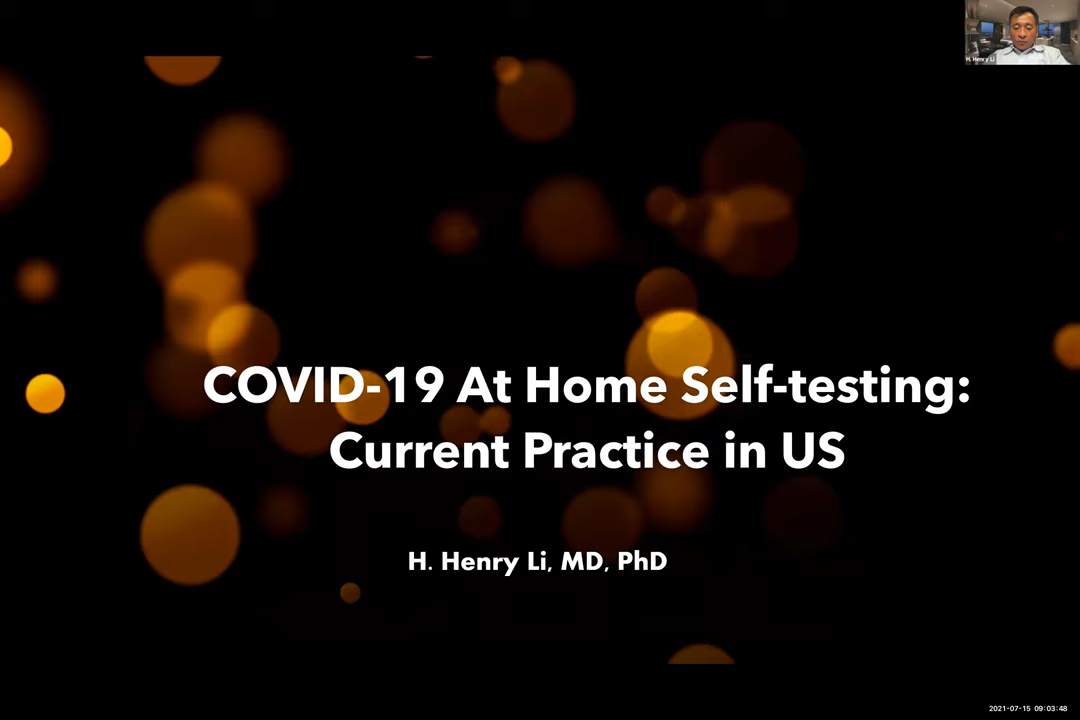 H. Henry Li
COVID-19 At Home Self-testing:
Current Practice in US
H. Henry Li, MD, PhD
2021-07-15 09:03:48